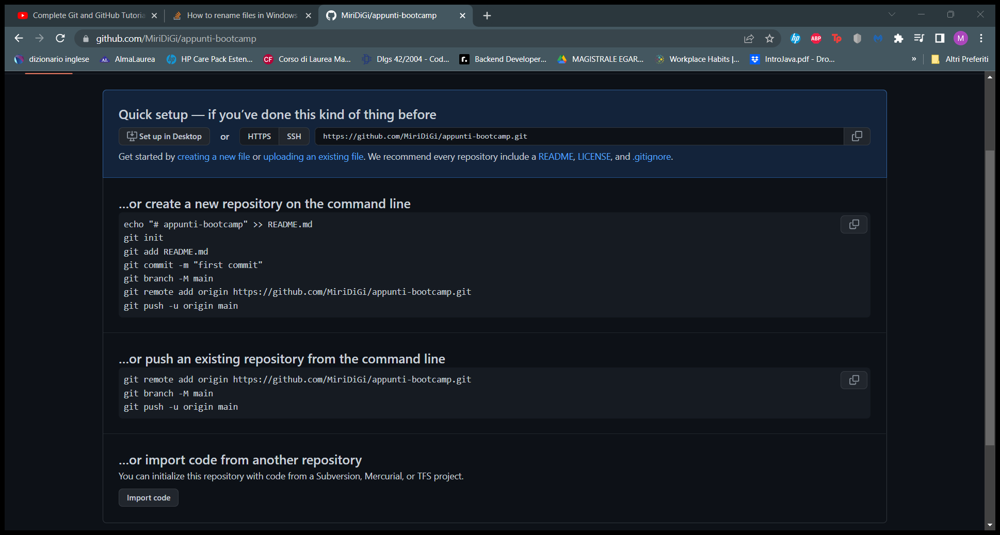 Complete Git and GitHub Tutoria
How to rename files in Windows
MiriDiGi/appunti-bootcamp
github.com/MiriDiGi/appunti-bootcamp
hp
ABP
Tp
M
dizionario inglese
AL AlmaLaurea
hp HP Care Pack Esten...
CF Corso di Laurea Ma...
Dlgs 42/2004 - Cod...
r. Backend Developer...
MAGISTRALE EGAR...
Workplace Habits |...
IntroJava.pdf - Dro...
»
Altri Preferiti
Quick setup — if you’ve done this kind of thing before
Set up in Desktop or HTTPS SSH https://github.com/MiriDiGi/appunti-bootcamp.git
Get started by creating a new file or uploading an existing file. We recommend every repository include a README, LICENSE, and .gitignore.
...or create a new repository on the command line
echo "# appunti-bootcamp" >> README.md
git init
git add README.md
git commit -m "first commit"
git branch -M main
git remote add origin https://github.com/MiriDiGi/appunti-bootcamp.git
git push -u origin main
...or push an existing repository from the command line
git remote add origin https://github.com/MiriDiGi/appunti-bootcamp.git
git branch -M main
git push -u origin main
...or import code from another repository
You can initialize this repository with code from a Subversion, Mercurial, or TFS project.
Import code